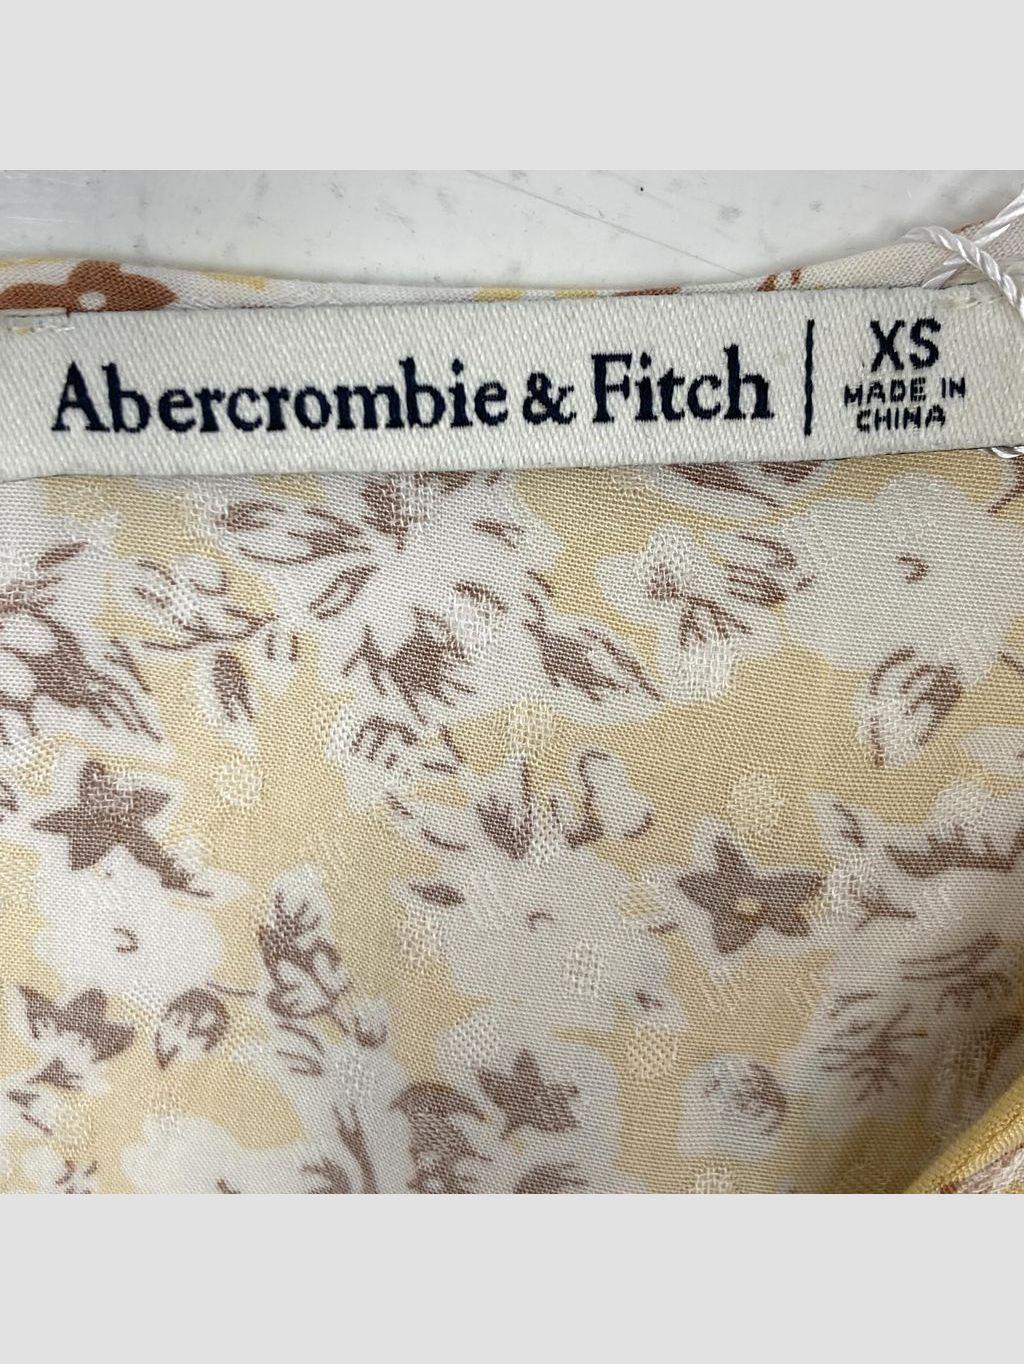 Abercrombie & Fitch
XS
MADE IN
CHINA